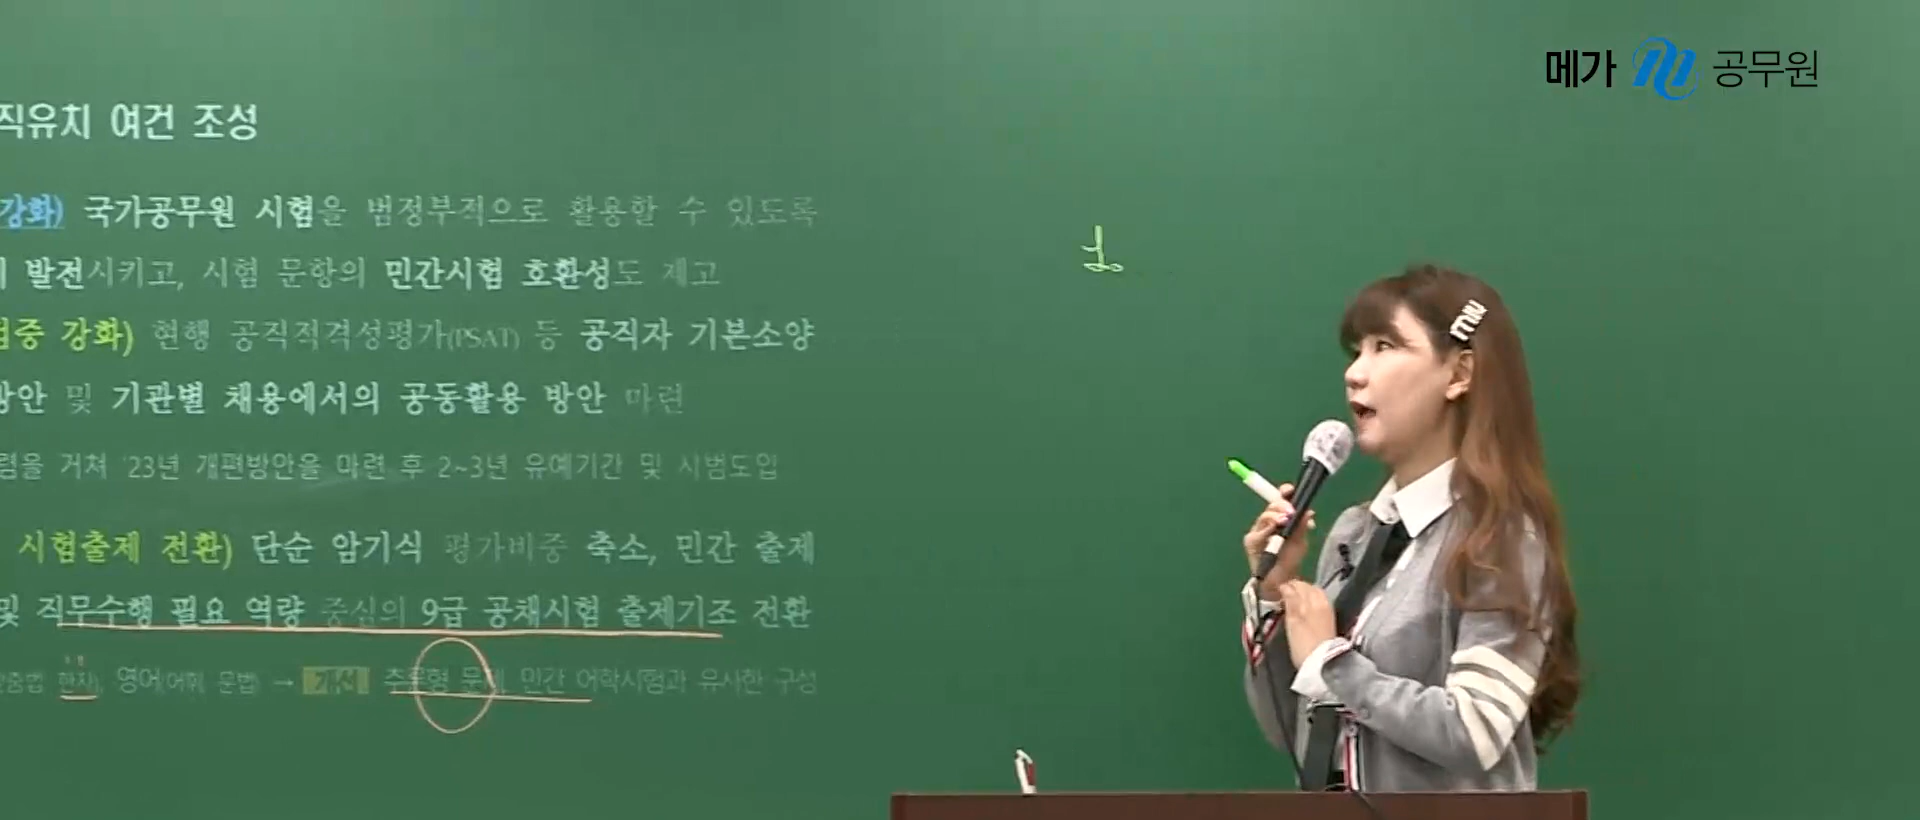 메가 공무원
직유치 여건 조성
강화) 국가공무원 시험을 범정부적으로 활용할 수 있도록
발전시키고, 시험 문항의 민간시험 호환성도 제고
검증 강화) 현행 공직적격성평가(PSAT) 등 공직자 기본소양
방안 및 기관별 채용에서의 공동활용 방안 마련
렴을 거쳐 '23년 개편방안을 마련 후 2~3년 유예기간 및 시범도입
시험출제 전환) 단순 암기식 평가비중 축소, 민간 출제
및 직무수행 필요 역량 중심의 9급 공채시험 출제기조 전환
맞춤법 한자), 영어(어휘 문법) → 개선 추론형 문제 민간 어학시험과 유사한 구성